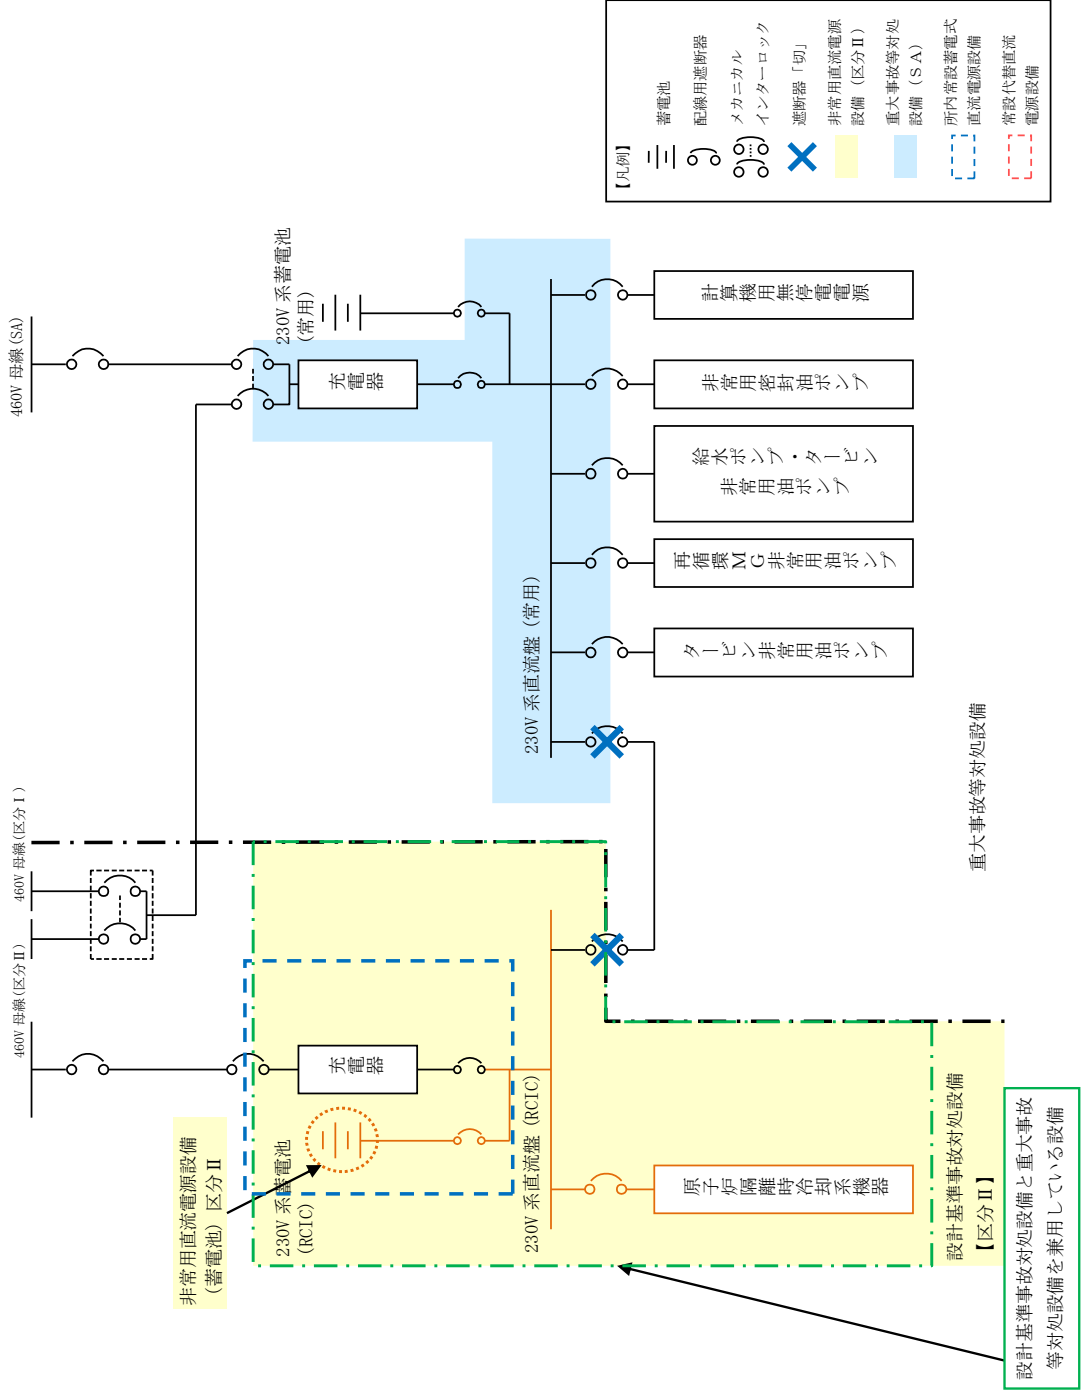 460V 母線(区分Ⅱ)
460V 母線(区分Ⅰ)
460V 母線(SA)
非常用直流電源設備
(蓄電池) 区分Ⅱ
230V 系蓄電池
(RCIC)
充電器
230V 系蓄電池
(常用)
充電器
230V 系直流盤 (RCIC)
230V 系直流盤 (常用)
原子炉隔離時冷却系機器
タービン非常用油ポンプ
再循環MG非常用油ポンプ
給水ポンプ・タービン
非常用油ポンプ
非常用密封油ポンプ
計算機用無停電電源
設計基準事故対処設備
【区分Ⅱ】
重大事故等対処設備
設計基準事故対処設備と重大事故
等対処設備を兼用している設備
【凡例】
蓄電池
配線用遮断器
メカニカル
インターロック
遮断器「切」
非常用直流電源
設備 (区分Ⅱ)
重大事故等対処
設備 (SA)
所内常設蓄電式
直流電源設備
常設代替直流
電源設備